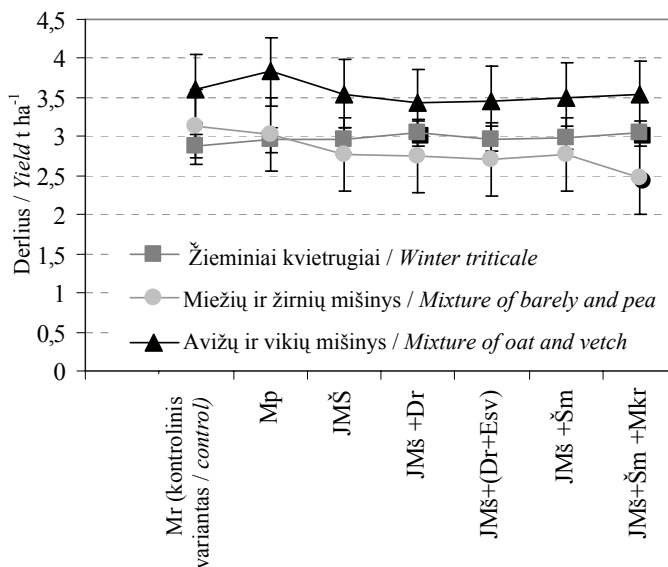 Derlius / Yield t ha-1
4,5
4
3,5
3
2,5
2
1,5
1
0,5
0
Žieminiai kvietrugiai / Winter triticale
Miežių ir žirnių mišinys / Mixture of barely and pea
Avižų ir vikių mišinys / Mixture of oat and vetch
Mr (kontrolinis
variantas / control)
Mp
JMŠ
JMš +Dr
JMš+(Dr+Esv)
JMš +Šm
JMš+Šm +Mkr